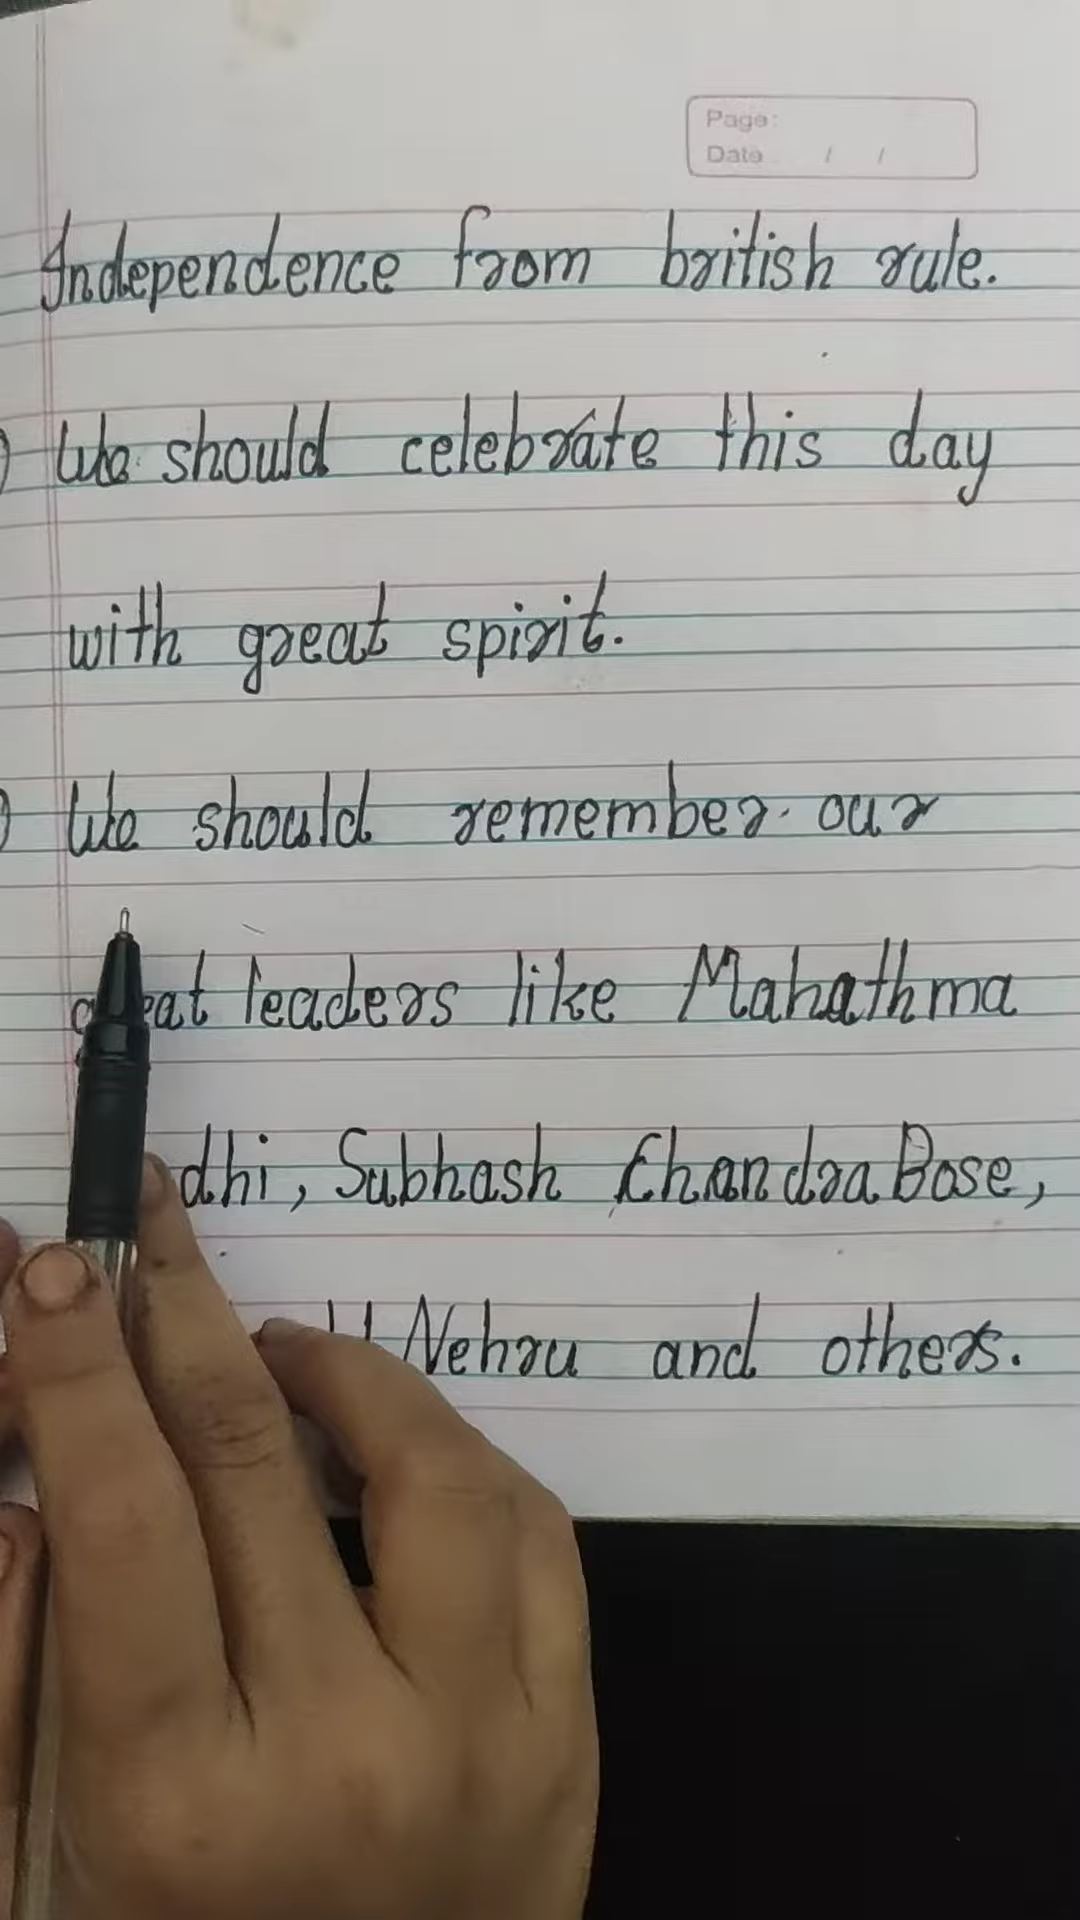 Page:
Date / /
Independence from british rule.
) We should celebrate this day
with great spirit.
) We should remember our
leaders like Mahathma
dhi, Subhash Chandra Bose,
Nehru and others.